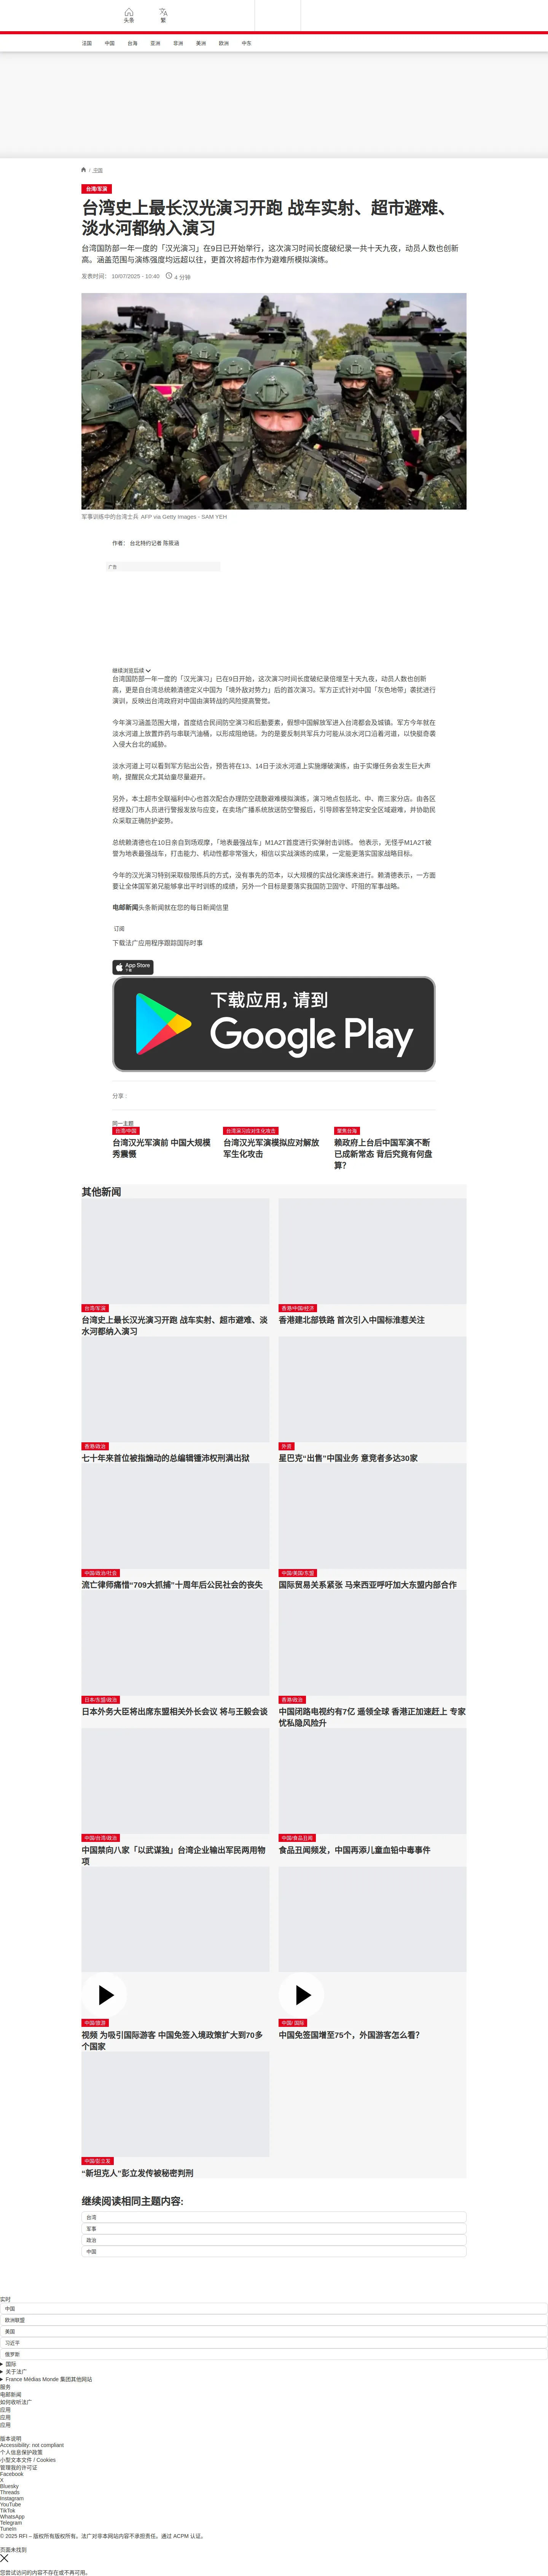 头条
繁
法国
中国
台海
亚洲
非洲
美洲
欧洲
中东
/ 中国
台湾/军演
台湾史上最长汉光演习开跑 战车实射、超市避难、
淡水河都纳入演习
台湾国防部一年一度的「汉光演习」在9日已开始举行，这次演习时间长度破纪录一共十天九夜，动员人数也创新
高。涵盖范围与演练强度均远超以往，更首次将超市作为避难所模拟演练。
发表时间： 10/07/2025 - 10:40 4 分钟
军事训练中的台湾士兵 AFP via Getty Images - SAM YEH
作者： 台北特约记者 陈筱涵
广告
继续浏览后续
台湾国防部一年一度的「汉光演习」已在9日开始，这次演习时间长度破纪录倍增至十天九夜，动员人数也创新
高，更是自台湾总统赖清德定义中国为「境外敌对势力」后的首次演习。军方正式针对中国「灰色地带」袭扰进行
演训，反映出台湾政府对中国由演转战的风险提高警觉。
今年演习涵盖范围大增，首度结合民间防空演习和后勤要素，假想中国解放军进入台湾都会及城镇。军方今年就在
淡水河道上放置炸药与串联汽油桶，以形成阻绝链。为的是要反制共军兵力可能从淡水河口沿着河道，以快艇奇袭
入侵大台北的威胁。
淡水河道上可以看到军方贴出公告，预告将在13、14日于淡水河道上实施爆破演练，由于实爆任务会发生巨大声
响，提醒民众尤其幼童尽量避开。
另外，本土超市全联福利中心也首次配合办理防空疏散避难模拟演练，演习地点包括北、中、南三家分店。由各区
经理及门市人员进行警报发放与应变，在卖场广播系统放送防空警报后，引导顾客至特定安全区域避难，并协助民
众采取正确防护姿势。
总统赖清德也在10日亲自到场观摩，「地表最强战车」M1A2T首度进行实弹射击训练。 他表示，无怪乎M1A2T被
誉为地表最强战车，打击能力、机动性都非常强大，相信以实战演练的成果，一定能更落实国家战略目标。
今年的汉光演习特别采取极限练兵的方式，没有事先的范本，以大规模的实战化演练来进行。赖清德表示，一方面
要让全体国军弟兄能够拿出平时训练的成绩，另外一个目标是要落实我国防卫固守、吓阻的军事战略。
电邮新闻头条新闻就在您的每日新闻信里
订阅
下载法广应用程序跟踪国际时事
App Store
下载
下载应用，请到
Google Play
分享 :
同一主题
台湾/中国
台湾汉光军演前 中国大规模
秀震慑
台湾演习应对生化攻击
台湾汉光军演模拟应对解放
军生化攻击
聚焦台海
赖政府上台后中国军演不断
已成新常态 背后究竟有何盘
算？
其他新闻
台湾/军演
台湾史上最长汉光演习开跑 战车实射、超市避难、淡
水河都纳入演习
香港/中国/经济
香港建北部铁路 首次引入中国标准惹关注
香港/政治
七十年来首位被指煽动的总编辑锺沛权刑满出狱
外资
星巴克“出售”中国业务 意竞者多达30家
中国/政治/社会
流亡律师痛惜“709大抓捕”十周年后公民社会的丧失
中国/美国/东盟
国际贸易关系紧张 马来西亚呼吁加大东盟内部合作
日本/东盟/政治
日本外务大臣将出席东盟相关外长会议 将与王毅会谈
香港/政治
中国闭路电视约有7亿 遥领全球 香港正加速赶上 专家
忧私隐风险升
中国/台湾/政治
中国禁向八家「以武谋独」台湾企业输出军民两用物
项
中国/食品丑闻
食品丑闻频发，中国再添儿童血铅中毒事件
中国/旅游
视频 为吸引国际游客 中国免签入境政策扩大到70多
个国家
中国/ 国际
中国免签国增至75个，外国游客怎么看？
中国/彭立发
“新坦克人”彭立发传被秘密判刑
继续阅读相同主题内容:
台湾
军事
政治
中国
实时
中国
欧洲联盟
美国
习近平
俄罗斯
国际
关于法广
France Médias Monde 集团其他网站
服务
电邮新闻
如何收听法广
应用
应用
应用
版本说明
Accessibility: not compliant
个人信息保护政策
小型文本文件 / Cookies
管理我的许可证
Facebook
X
Bluesky
Threads
Instagram
YouTube
TikTok
WhatsApp
Telegram
TuneIn
© 2025 RFI – 版权所有版权所有。法广对非本网站内容不承担责任。通过 ACPM 认证。
页面未找到
您尝试访问的内容不存在或不再可用。